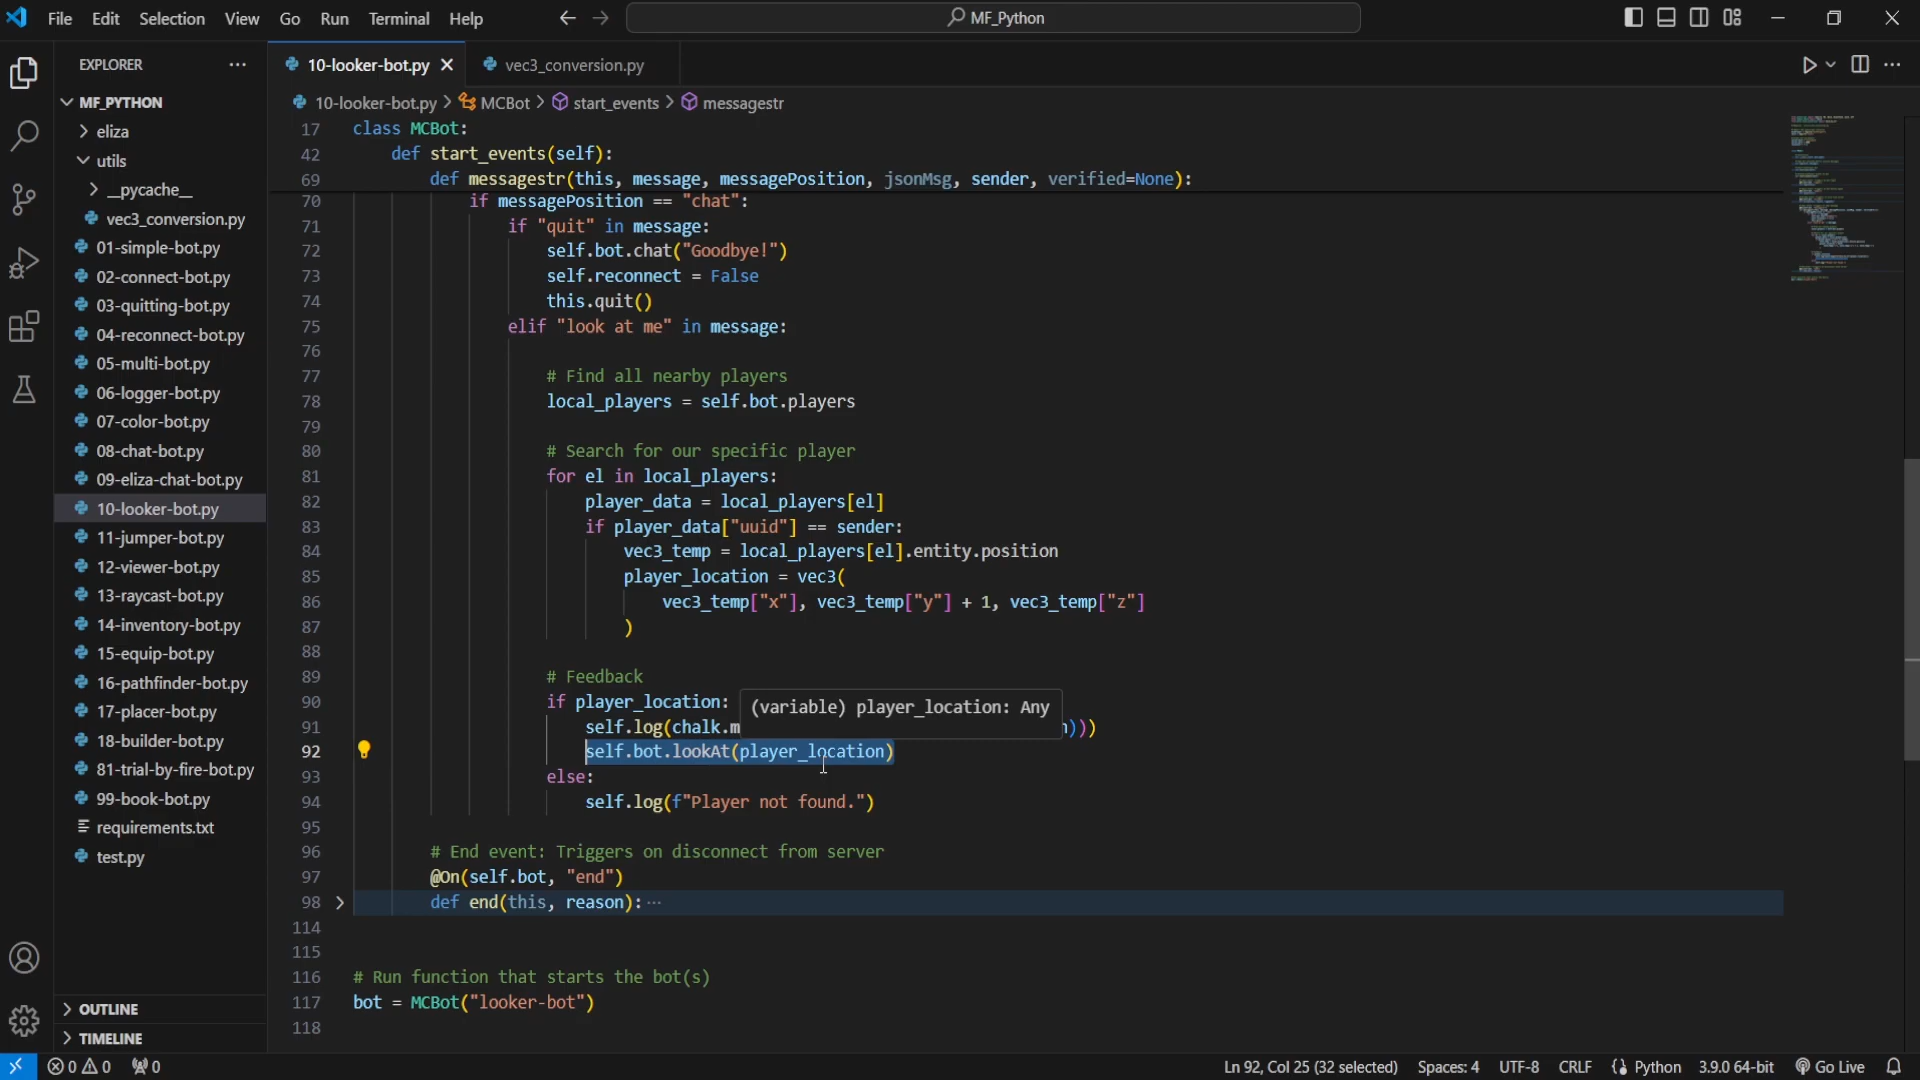 File Edit Selection View Go Run Terminal Help
MF_Python
EXPLORER
MF_PYTHON
eliza
utils
__pycache__
vec3_conversion.py
01-simple-bot.py
02-connect-bot.py
03-quitting-bot.py
04-reconnect-bot.py
05-multi-bot.py
06-logger-bot.py
07-color-bot.py
08-chat-bot.py
09-eliza-chat-bot.py
10-looker-bot.py
11-jumper-bot.py
12-viewer-bot.py
13-raycast-bot.py
14-inventory-bot.py
15-equip-bot.py
16-pathfinder-bot.py
17-placer-bot.py
18-builder-bot.py
81-trial-by-fire-bot.py
99-book-bot.py
requirements.txt
test.py
OUTLINE
TIMELINE
10-looker-bot.py vec3_conversion.py
10-looker-bot.py > MCBot > start_events > messagestr
17 class MCBot:
42 def start_events(self):
69 def messagestr(this, message, messagePosition, jsonMsg, sender, verified=None):
70 if messagePosition == "chat":
71 if "quit" in message:
72 self.bot.chat("Goodbye!")
73 self.reconnect = False
74 this.quit()
75 elif "look at me" in message:
76
77 # Find all nearby players
78 local_players = self.bot.players
79
80 # Search for our specific player
81 for el in local_players:
82 player_data = local_players[el]
83 if player_data["uuid"] == sender:
84 vec3_temp = local_players[el].entity.position
85 player_location = vec3(
86 vec3_temp["x"], vec3_temp["y"] + 1, vec3_temp["z"]
87 )
88
89 # Feedback
90 if player_location:
(variable) player_location: Any
91 self.log(chalk.m )))
92 self.bot.lookAt(player_location)
93 else:
94 self.log(f"Player not found.")
95
96 # End event: Triggers on disconnect from server
97 @On(self.bot, "end")
98 def end(this, reason): ···
114
115
116 # Run function that starts the bot(s)
117 bot = MCBot("looker-bot")
118
0 0 0 Ln 92, Col 25 (32 selected) Spaces: 4 UTF-8 CRLF Python 3.9.0 64-bit Go Live